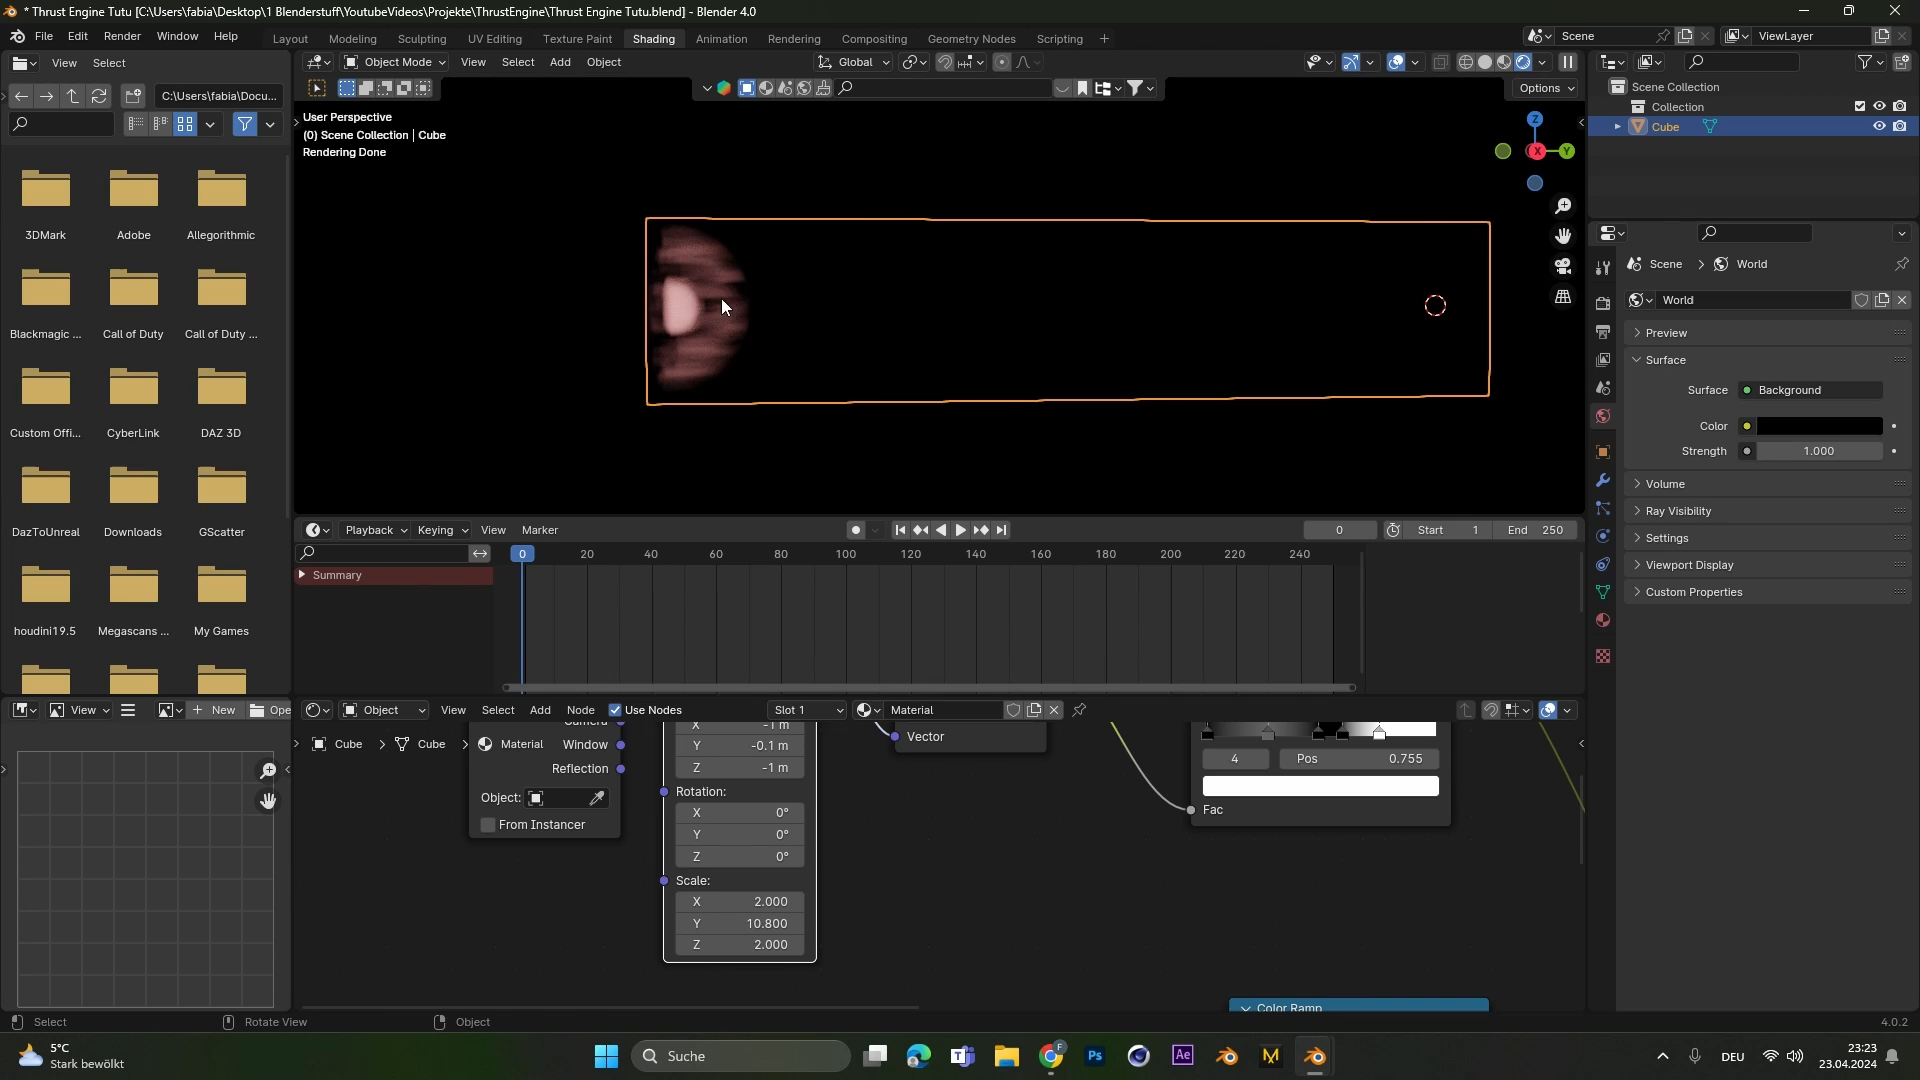 * Thrust Engine Tutu [C:\Users\fabia\Desktop\1 Blenderstuff\YoutubeVideos\Projekte\ThrustEngine\Thrust Engine Tutu.blend] - Blender 4.0
File Edit Render Window Help
Layout Modeling Sculpting UV Editing Texture Paint Shading Animation Rendering Compositing Geometry Nodes Scripting +
Scene
ViewLayer
View Select
Object Mode View Select Add Object
Global
C:\Users\fabia\Docu...
Options
User Perspective
(0) Scene Collection | Cube
Rendering Done
Z
X
Y
Scene Collection
Collection
Cube
3DMark Adobe Allegorithmic
Blackmagic ... Call of Duty Call of Duty ...
Custom Offi... CyberLink DAZ 3D
DazToUnreal Downloads GScatter
houdini19.5 Megascans ... My Games
Scene > World
World
Preview
Surface
Surface Background
Color
Strength 1.000
Volume
Ray Visibility
Settings
Viewport Display
Custom Properties
Playback Keying View Marker
0 Start 1 End 250
0 20 40 60 80 100 120 140 160 180 200 220 240
Summary
View + New Ope
Object View Select Add Node Use Nodes Slot 1 Material
Cube > Cube > Material
Camera
Window
Reflection
Object:
From Instancer
X -1 m
Y -0.1 m
Z -1 m
Rotation:
X 0°
Y 0°
Z 0°
Scale:
X 2.000
Y 10.800
Z 2.000
Vector
4 Pos 0.755
Fac
Color Ramp
Select Rotate View Object
4.0.2
5°C
Stark bewölkt
Suche
DEU
23:23
23.04.2024